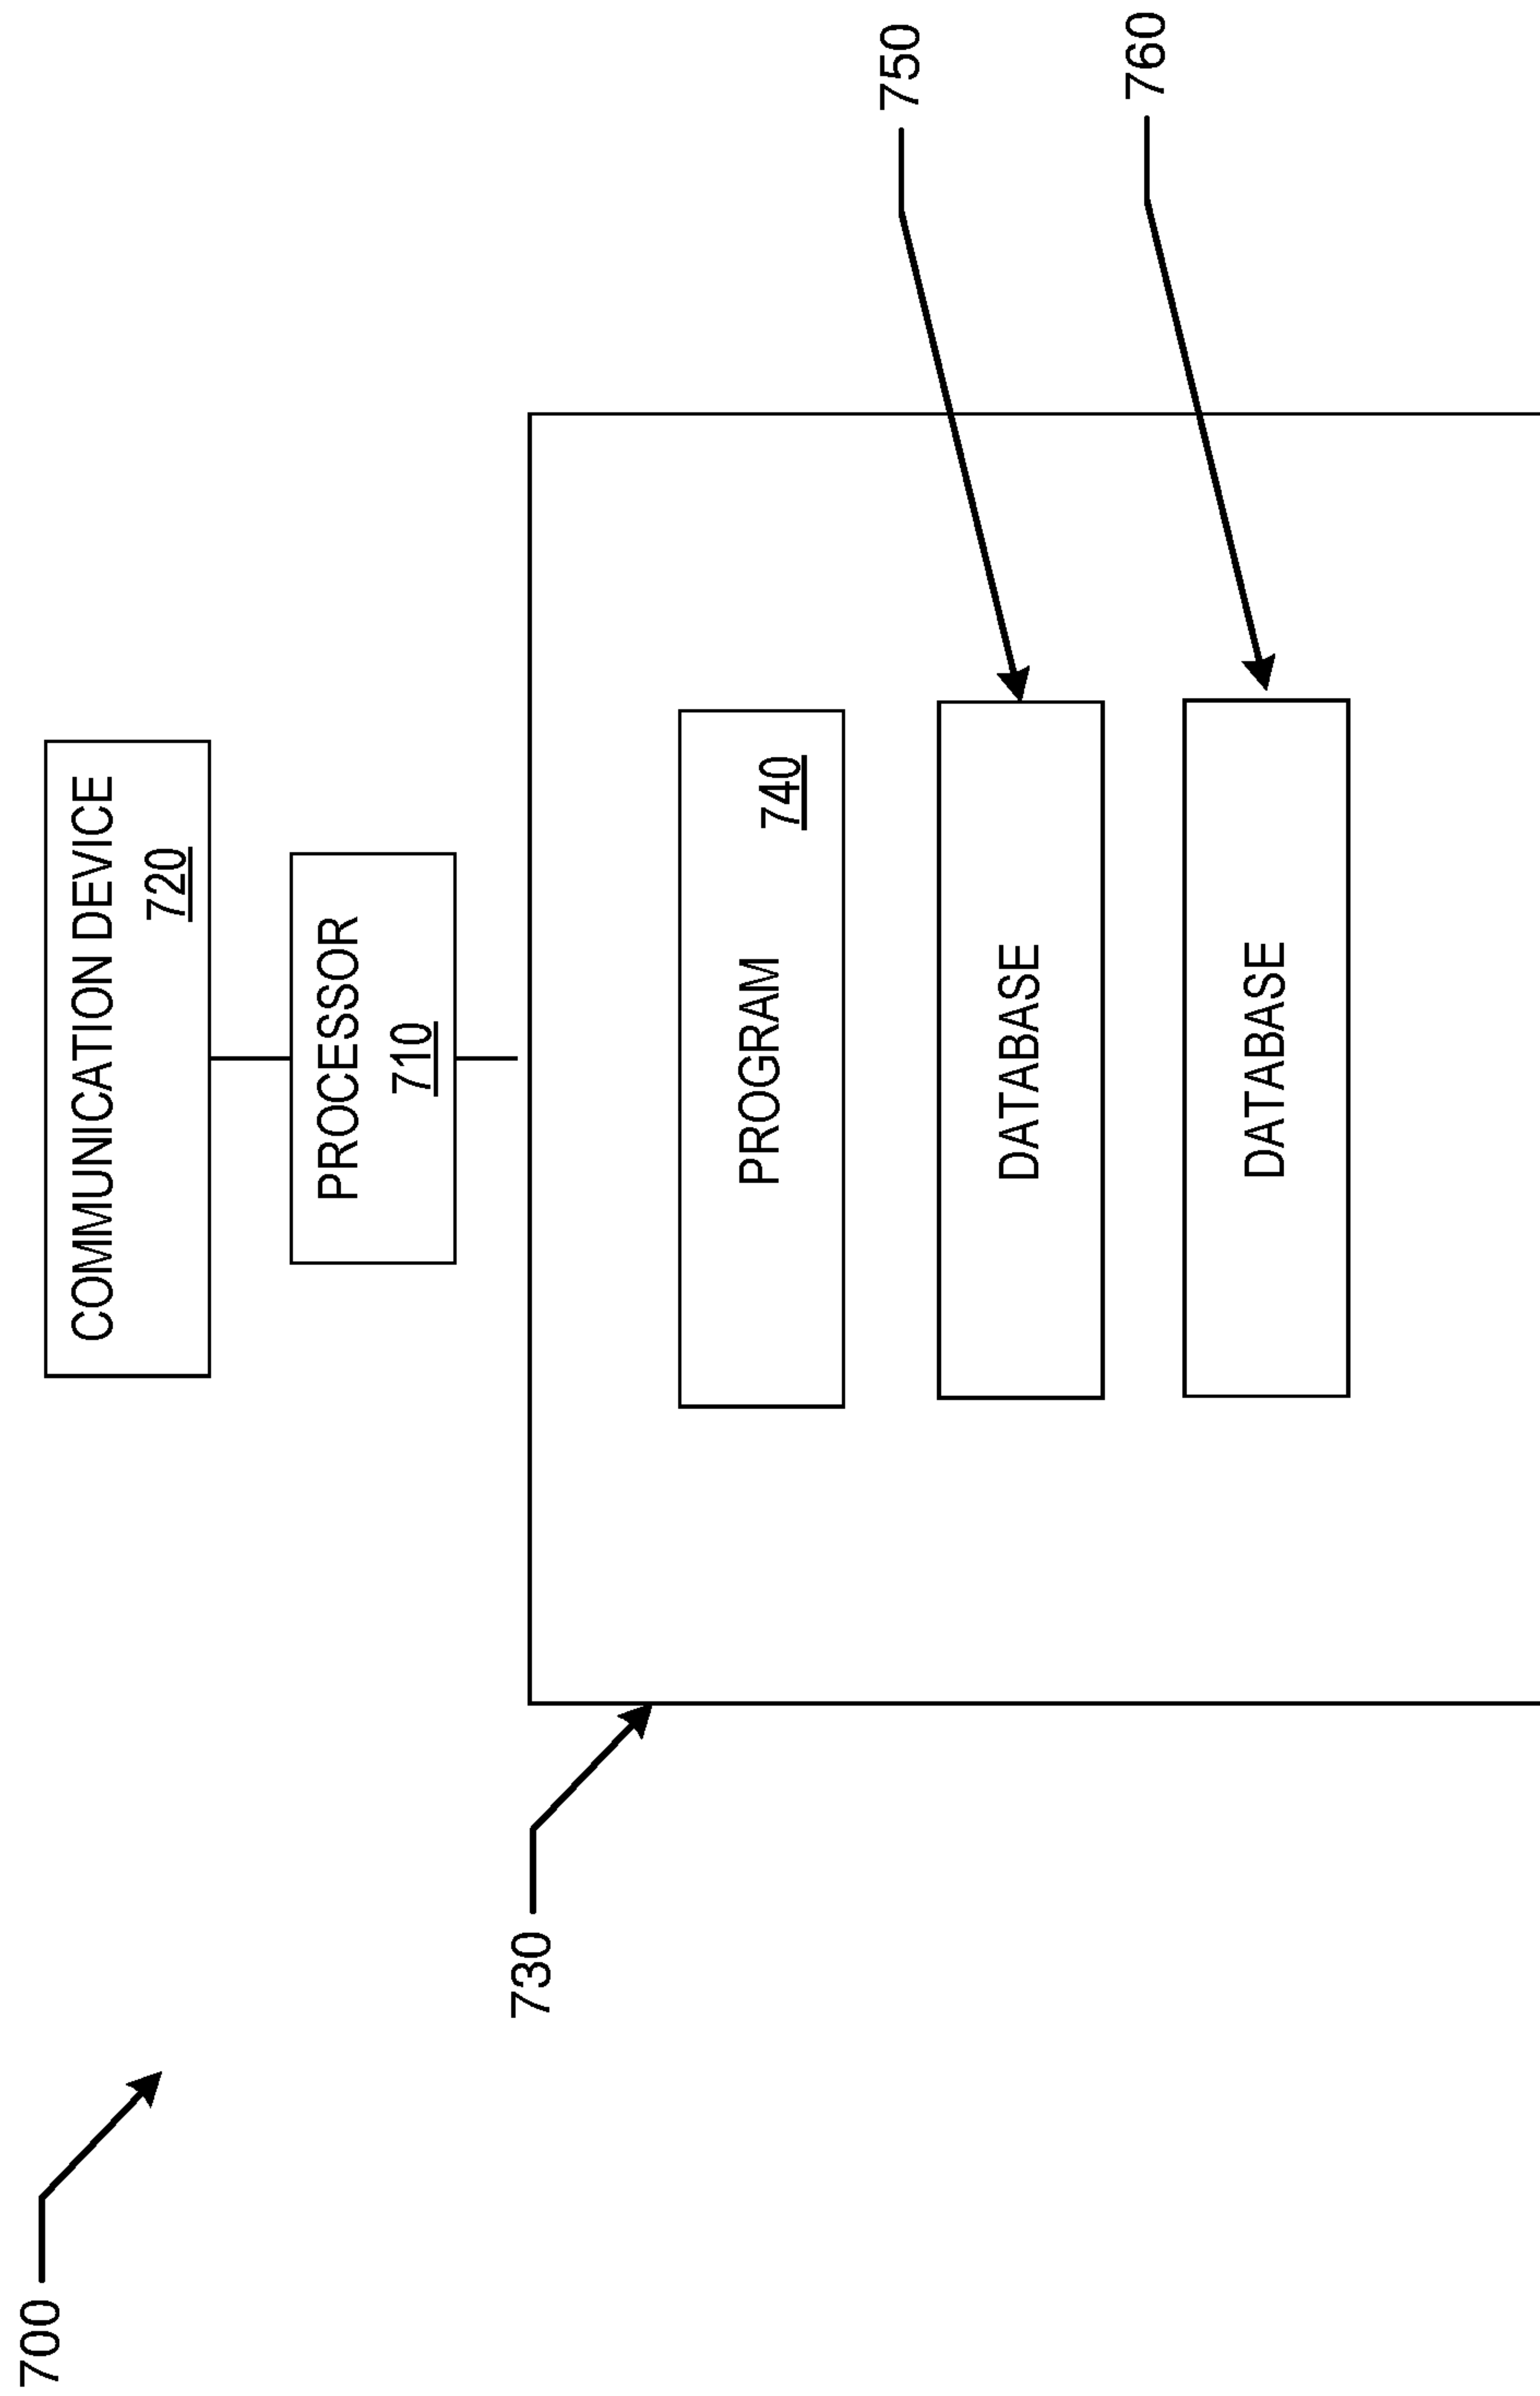 700
COMMUNICATION DEVICE
720
PROCESSOR
710
730
PROGRAM
740
750
DATABASE
760
DATABASE